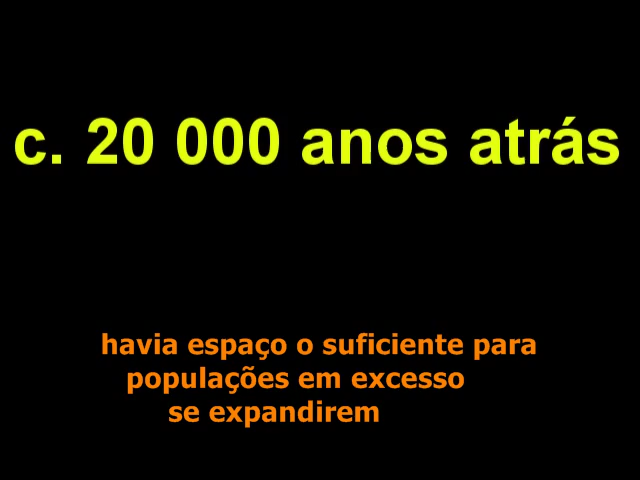 c. 20 000 anos atrás
havia espaço o suficiente para
populações em excesso
se expandirem